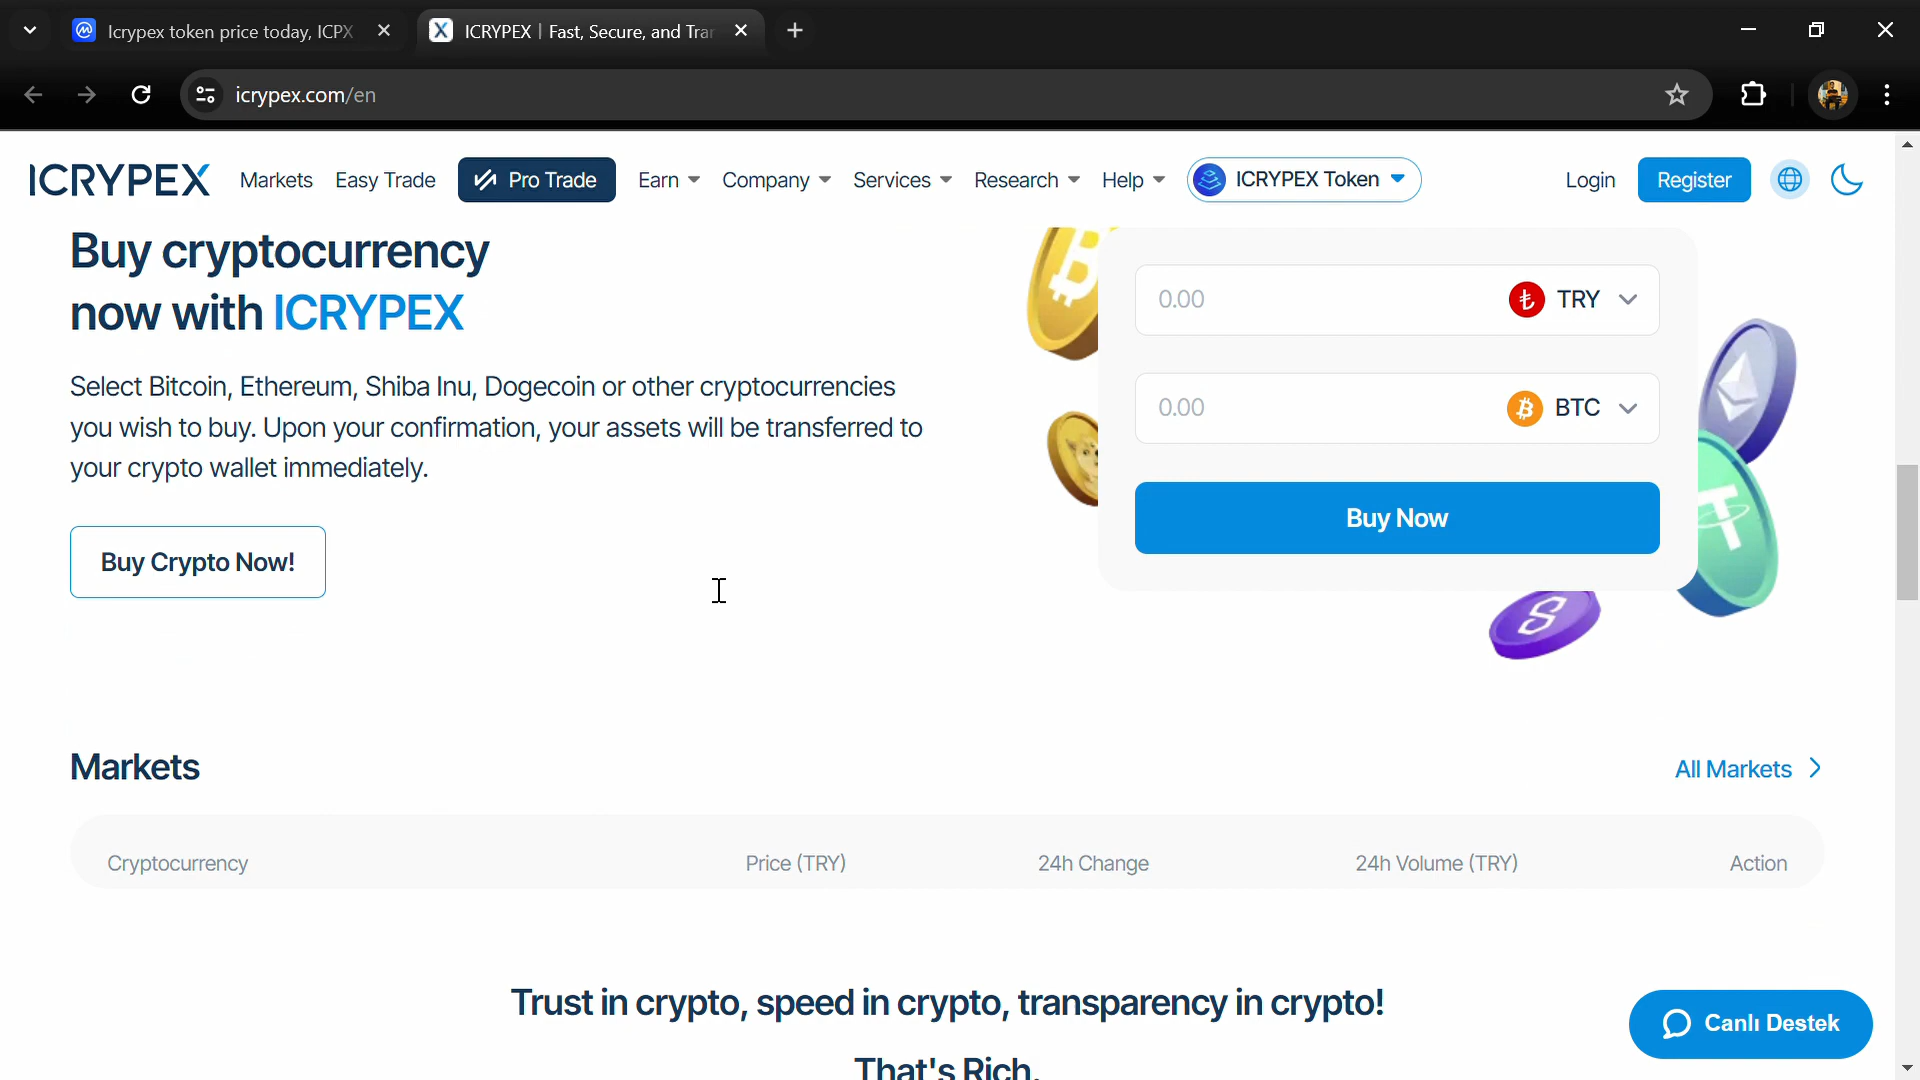 Icrypex token price today, ICPX
ICRYPEX | Fast, Secure, and Tra
icrypex.com/en
ICRYPEX
Markets
Easy Trade
Pro Trade
Earn
Company
Services
Research
Help
ICRYPEX Token
Login
Register
Buy cryptocurrency
now with ICRYPEX
Select Bitcoin, Ethereum, Shiba Inu, Dogecoin or other cryptocurrencies
you wish to buy. Upon your confirmation, your assets will be transferred to
your crypto wallet immediately.
Buy Crypto Now!
0.00
TRY
0.00
BTC
Buy Now
Markets
All Markets
Cryptocurrency
Price (TRY)
24h Change
24h Volume (TRY)
Action
Trust in crypto, speed in crypto, transparency in crypto!
That's Rich.
Canlı Destek